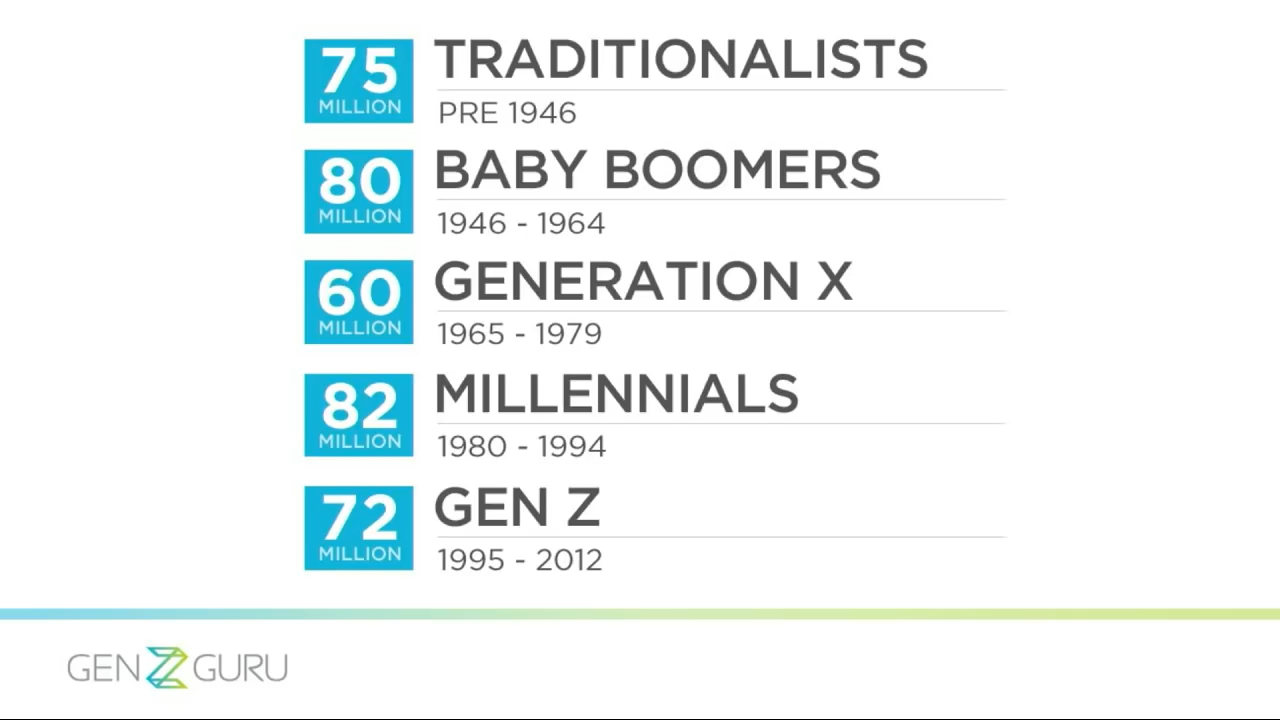 75
MILLION
TRADITIONALISTS
PRE 1946
80
MILLION
BABY BOOMERS
1946 - 1964
60
MILLION
GENERATION X
1965 - 1979
82
MILLION
MILLENNIALS
1980 - 1994
72
MILLION
GEN Z
1995 - 2012
GEN Z GURU